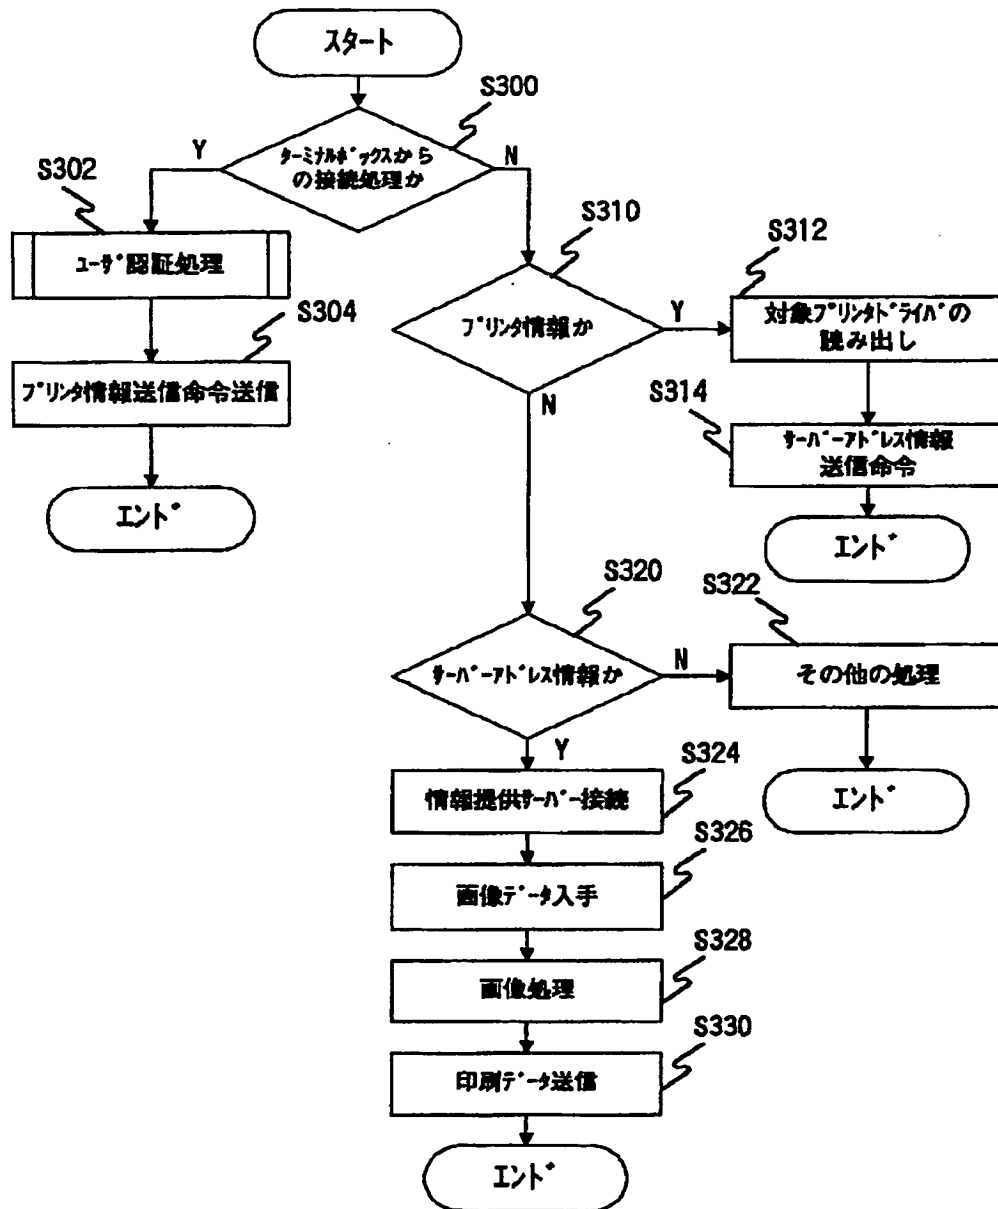 スタート
S300
ターミナルボックスから
の接続処理か
Y
N
S302
ユーザ認証処理
S304
プリンタ情報送信命令送信
エンド
S310
プリンタ情報か
Y
N
S312
対象プリンタドライバの
読み出し
S314
サーバーアドレス情報
送信命令
エンド
S320
サーバーアドレス情報か
N
Y
S322
その他の処理
エンド
S324
情報提供サーバー接続
S326
画像データ入手
S328
画像処理
S330
印刷データ送信
エンド